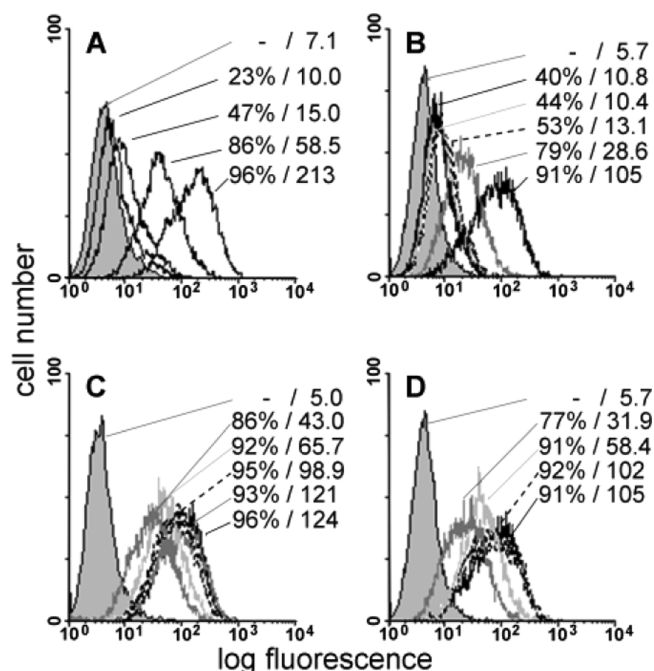 100
A
- / 7.1
23% / 10.0
47% / 15.0
86% / 58.5
96% / 213
0
10⁰ 10¹ 10² 10³ 10⁴
100
B
- / 5.7
40% / 10.8
44% / 10.4
53% / 13.1
79% / 28.6
91% / 105
0
10⁰ 10¹ 10² 10³ 10⁴
cell number
100
C
- / 5.0
86% / 43.0
92% / 65.7
95% / 98.9
93% / 121
96% / 124
0
10⁰ 10¹ 10² 10³ 10⁴
100
D
- / 5.7
77% / 31.9
91% / 58.4
92% / 102
91% / 105
0
10⁰ 10¹ 10² 10³ 10⁴
log fluorescence